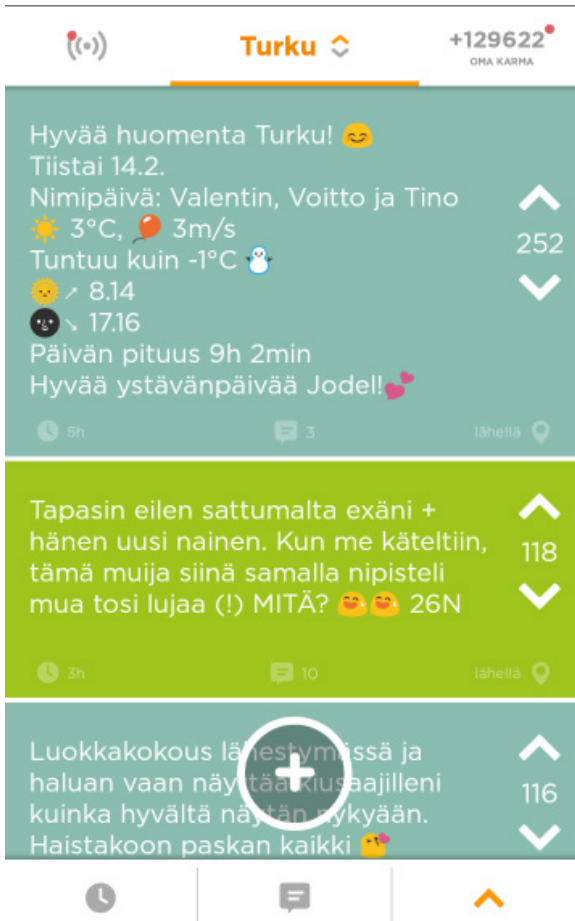 Turku
+129622
OMA KARMA
Hyvää huomenta Turku! 😊
Tiistai 14.2.
Nimipäivä: Valentin, Voitto ja Tino
☀️ 3°C, 🎈 3m/s
Tuntuu kuin -1°C ⛄
252
🌞↗ 8.14
🌚↘ 17.16
Päivän pituus 9h 2min
Hyvää ystävänpäivää Jodel!💕
5h
3
lähellä
Tapasin eilen sattumalta exäni +
hänen uusi nainen. Kun me käteltiin,
tämä muija siinä samalla nipisteli
mua tosi lujaa (!) MITÄ? 😅😅 26N
118
3h
10
lähellä
Luokkakokous lähestymässä ja
haluan vaan näyttää kiusaajilleni
kuinka hyvältä näytän nykyään.
Haistakoon paskan kaikki 😘
116